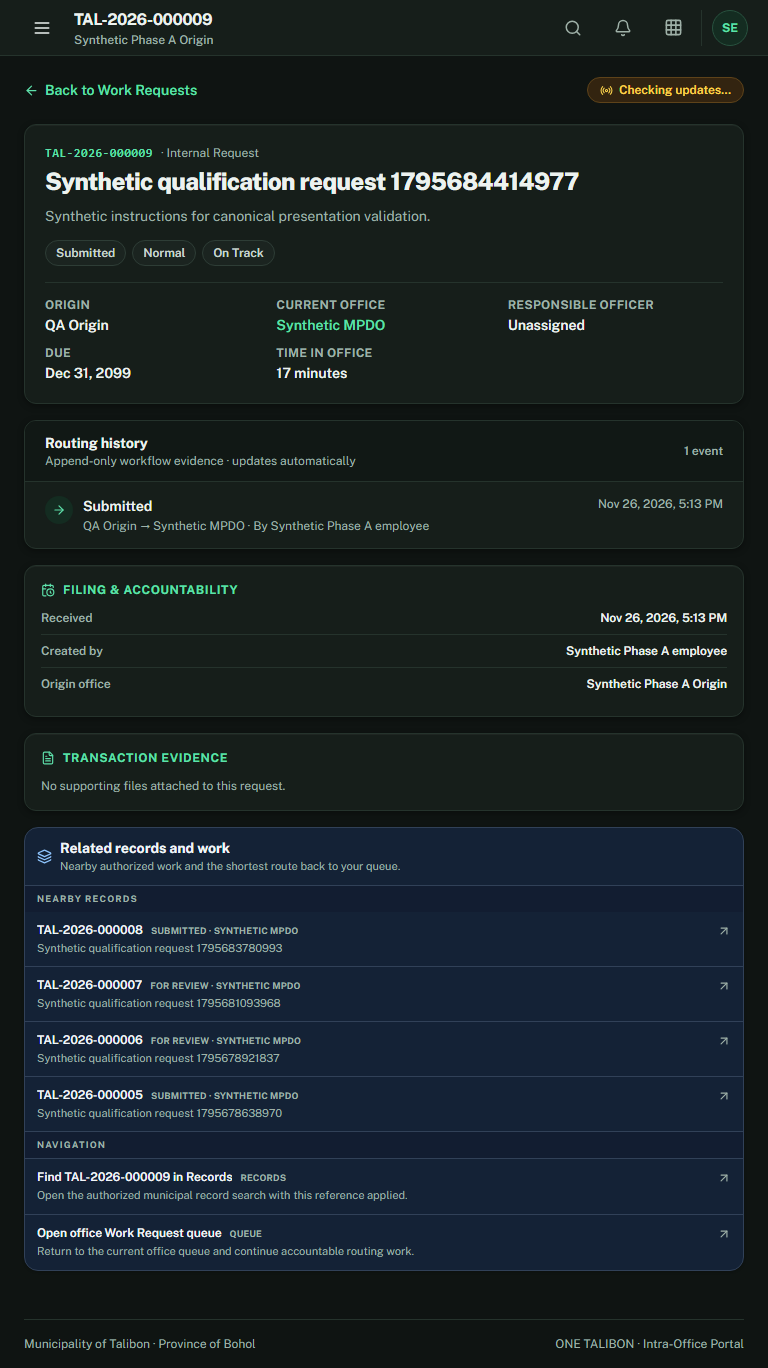 TAL-2026-000009
Synthetic Phase A Origin
SE
Back to Work Requests
Checking updates...
TAL-2026-000009 · Internal Request
Synthetic qualification request 1795684414977
Synthetic instructions for canonical presentation validation.
Submitted Normal On Track
ORIGIN CURRENT OFFICE RESPONSIBLE OFFICER
QA Origin Synthetic MPDO Unassigned
DUE TIME IN OFFICE
Dec 31, 2099 17 minutes
Routing history
Append-only workflow evidence · updates automatically
1 event
Submitted
Nov 26, 2026, 5:13 PM
QA Origin → Synthetic MPDO · By Synthetic Phase A employee
FILING & ACCOUNTABILITY
Received Nov 26, 2026, 5:13 PM
Created by Synthetic Phase A employee
Origin office Synthetic Phase A Origin
TRANSACTION EVIDENCE
No supporting files attached to this request.
Related records and work
Nearby authorized work and the shortest route back to your queue.
NEARBY RECORDS
TAL-2026-000008 SUBMITTED · SYNTHETIC MPDO
Synthetic qualification request 1795683780993
TAL-2026-000007 FOR REVIEW · SYNTHETIC MPDO
Synthetic qualification request 1795681093968
TAL-2026-000006 FOR REVIEW · SYNTHETIC MPDO
Synthetic qualification request 1795678921837
TAL-2026-000005 SUBMITTED · SYNTHETIC MPDO
Synthetic qualification request 1795678638970
NAVIGATION
Find TAL-2026-000009 in Records RECORDS
Open the authorized municipal record search with this reference applied.
Open office Work Request queue QUEUE
Return to the current office queue and continue accountable routing work.
Municipality of Talibon · Province of Bohol
ONE TALIBON · Intra-Office Portal